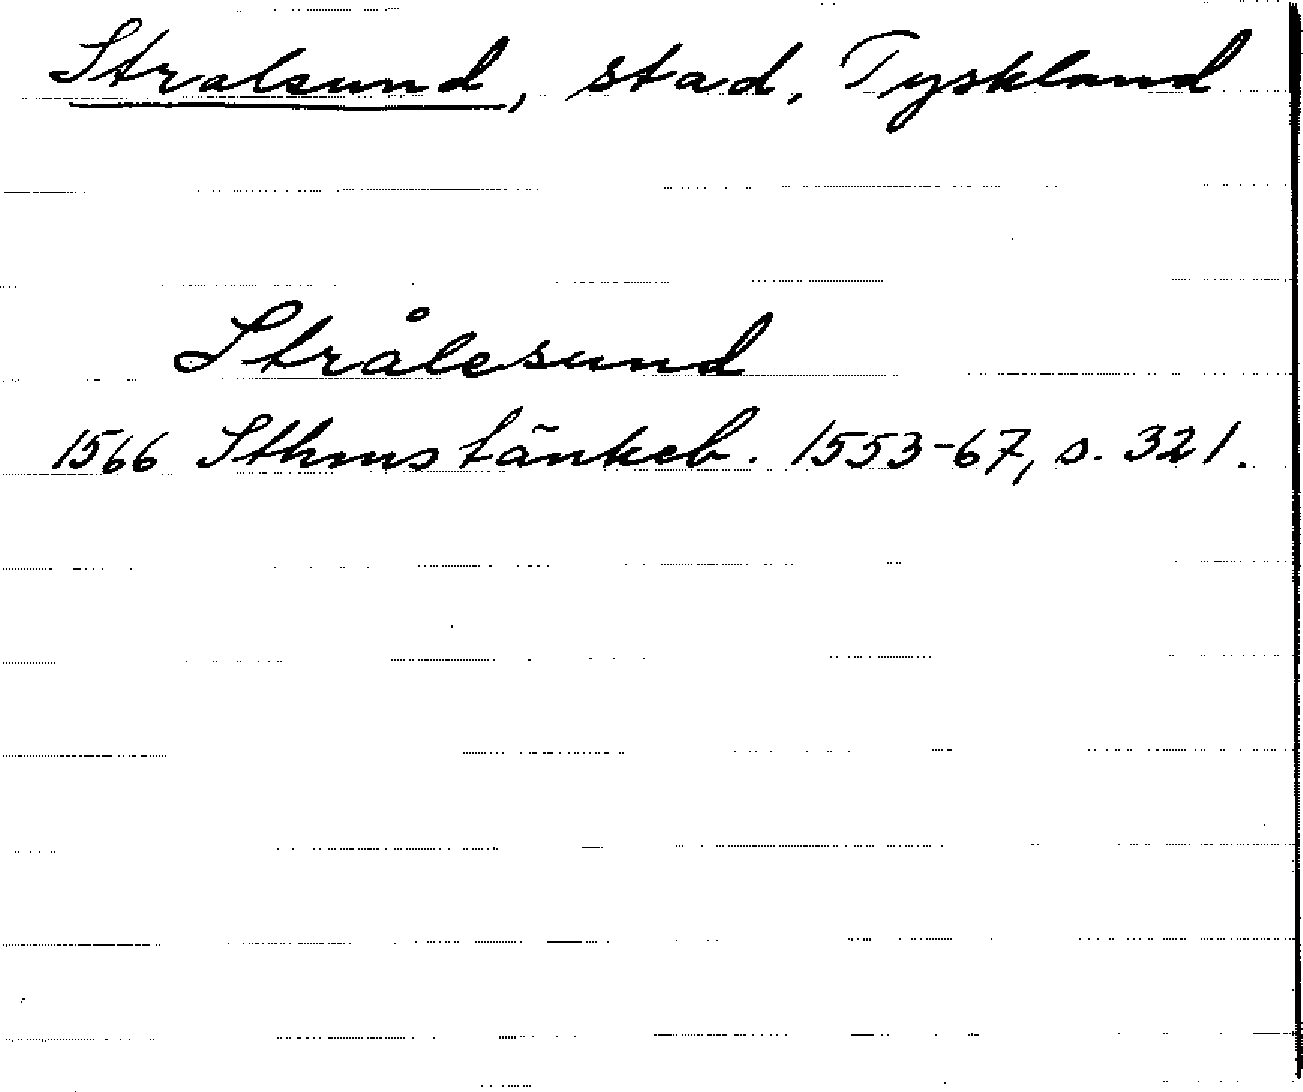 Stralsund, stad, Tyskland
Strålesund
1566 Sthms tänkeb. 1553-67, s. 321.